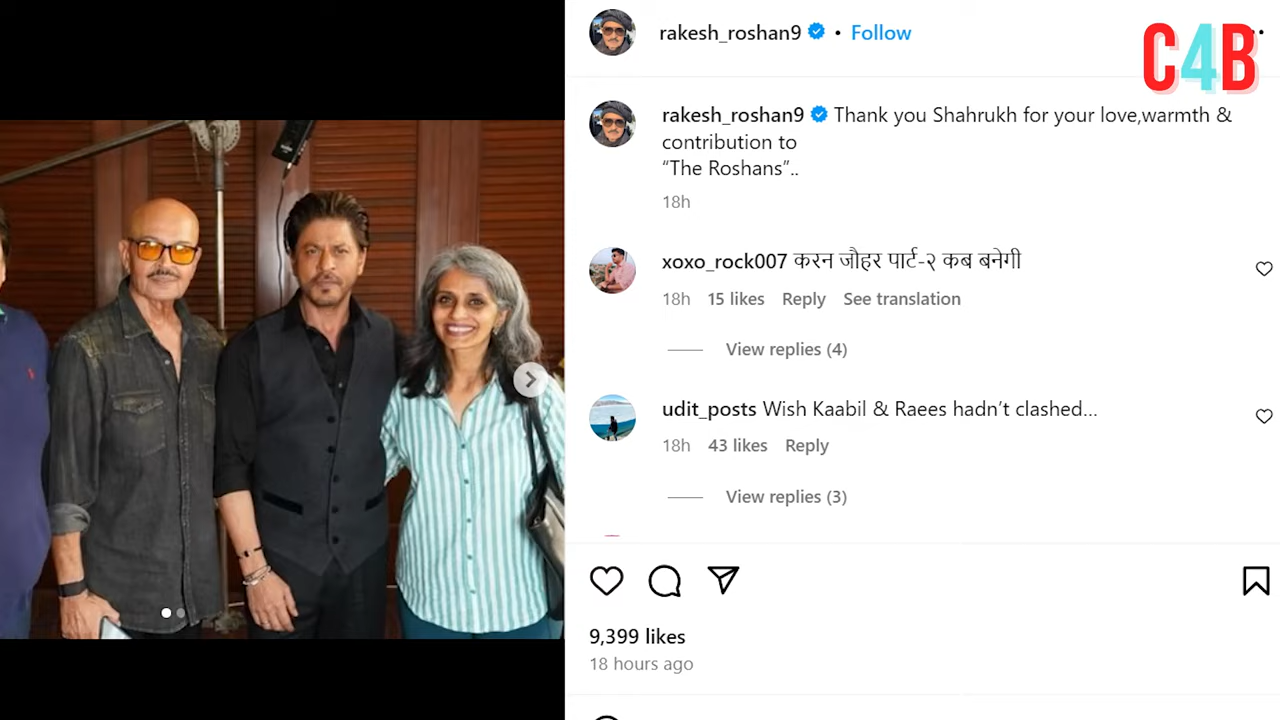 rakesh_roshan9 • Follow
C4B
rakesh_roshan9 Thank you Shahrukh for your love,warmth &
contribution to
“The Roshans”..
18h
xoxo_rock007 करन जौहर पार्ट-२ कब बनेगी
18h 15 likes Reply See translation
View replies (4)
udit_posts Wish Kaabil & Raees hadn’t clashed...
18h 43 likes Reply
View replies (3)
9,399 likes
18 hours ago